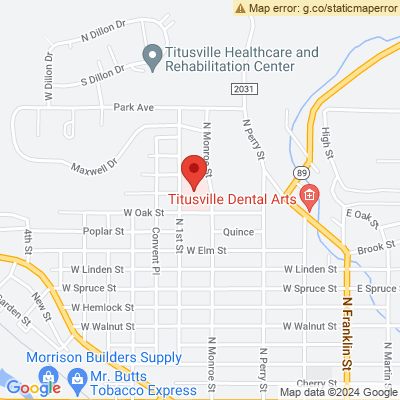 Map error: g.co/staticmaperror
N Dillon Dr
Titusville Healthcare and
Rehabilitation Center
S Dillon Dr
W Dillon Dr
2031
Park Ave
N Monroe St
N Perry St
High St
Maxwell Dr
89
Titusville Dental Arts
W Oak St
E Oak St
4th St
Poplar St
Convent Pl
N 1st St
Quince
W Elm St
Brook St
W Linden St
W Linden St
W Spruce St
W Spruce St
E Spruce St
New St
Garden St
W Hemlock St
N Franklin St
W Walnut St
W Walnut St
Morrison Builders Supply
Mr. Butts
Tobacco Express
N Monroe St
N Perry St
N Martin St
Cherry St
Google
Map data ©2024 Google